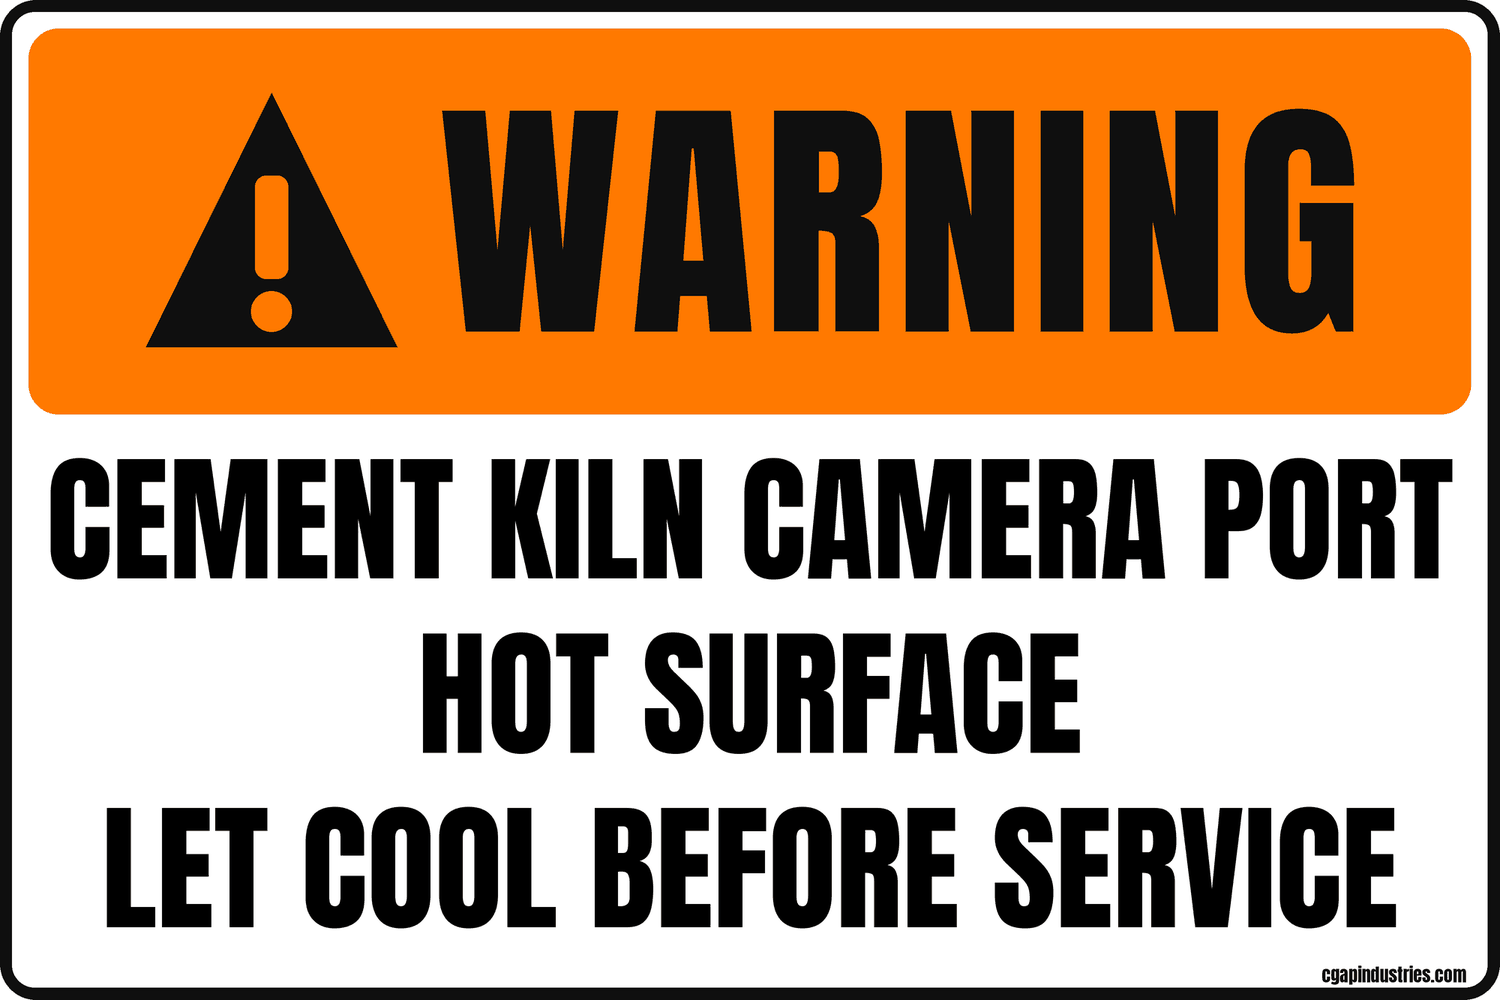 WARNING
CEMENT KILN CAMERA PORT
HOT SURFACE
LET COOL BEFORE SERVICE
cgapindustries.com